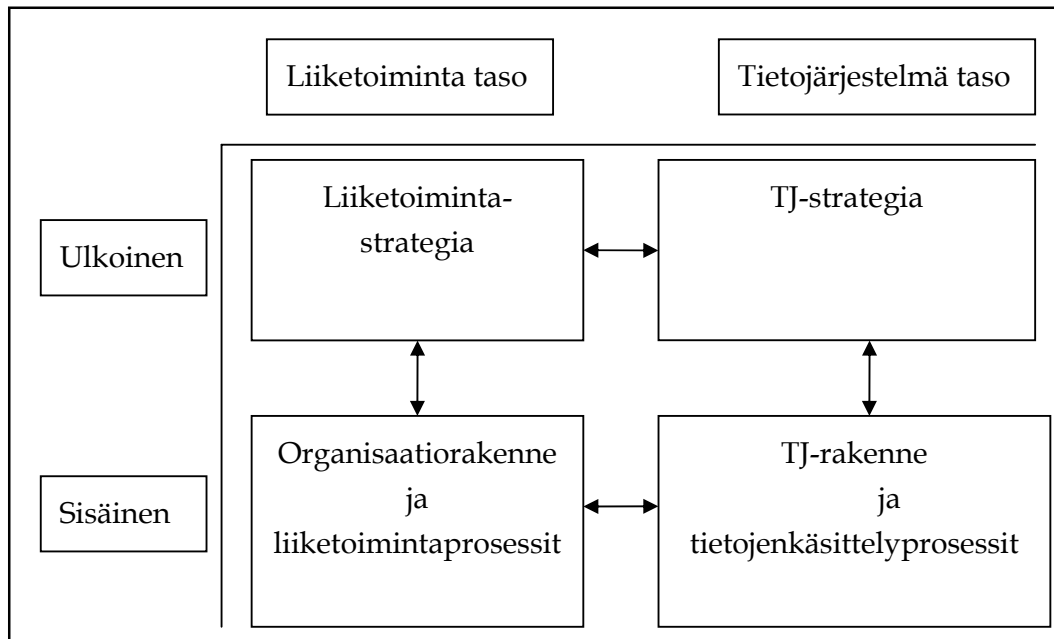 Liiketoiminta taso
Tietojärjestelmä taso
Ulkoinen
Liiketoiminta-
strategia
TJ-strategia
Sisäinen
Organisaatiorakenne
ja
liiketoimintaprosessit
TJ-rakenne
ja
tietojenkäsittelyprosessit